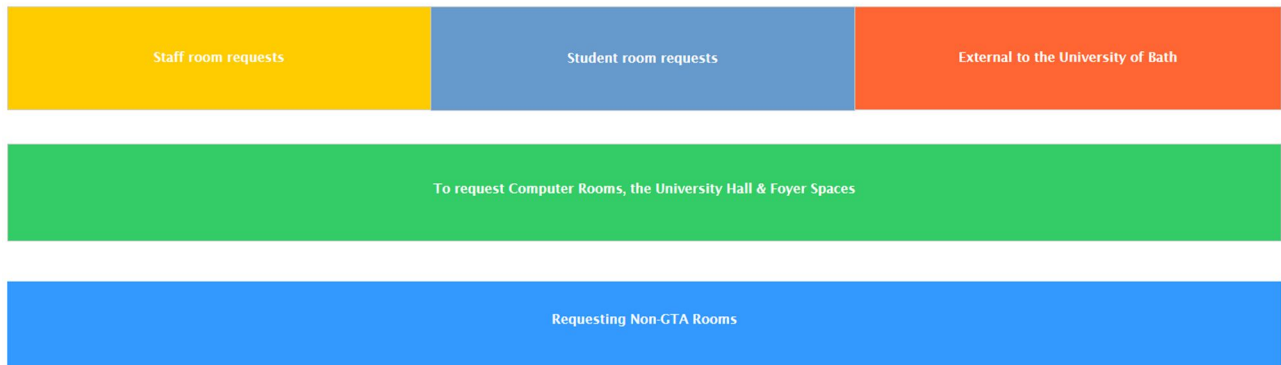 Staff room requests
Student room requests
External to the University of Bath
To request Computer Rooms, the University Hall & Foyer Spaces
Requesting Non-GTA Rooms